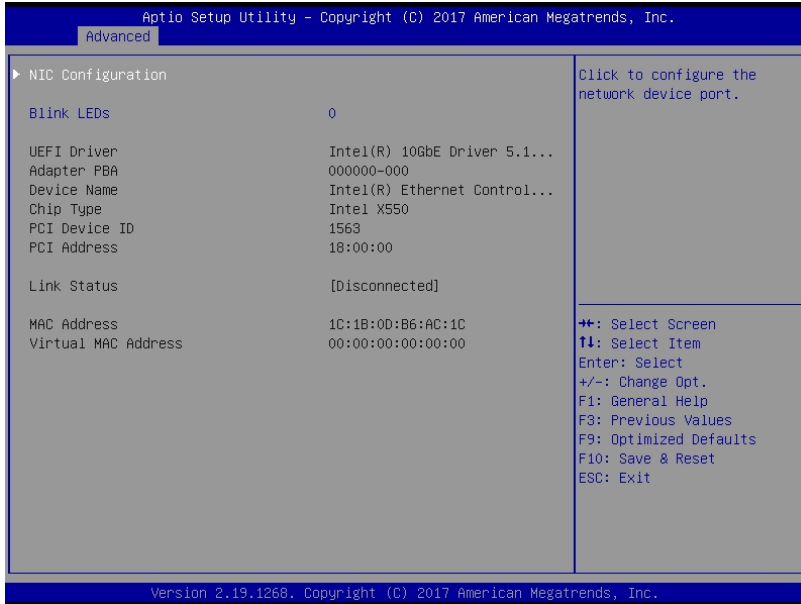 Aptio Setup Utility – Copyright (C) 2017 American Megatrends, Inc.
Advanced
▶ NIC Configuration
Blink LEDs 0
UEFI Driver Intel(R) 10GbE Driver 5.1...
Adapter PBA 000000-000
Device Name Intel(R) Ethernet Control...
Chip Type Intel X550
PCI Device ID 1563
PCI Address 18:00:00
Link Status [Disconnected]
MAC Address 1C:1B:0D:B6:AC:1C
Virtual MAC Address 00:00:00:00:00:00
Click to configure the
network device port.
→←: Select Screen
↑↓: Select Item
Enter: Select
+/-: Change Opt.
F1: General Help
F3: Previous Values
F9: Optimized Defaults
F10: Save & Reset
ESC: Exit
Version 2.19.1268. Copyright (C) 2017 American Megatrends, Inc.